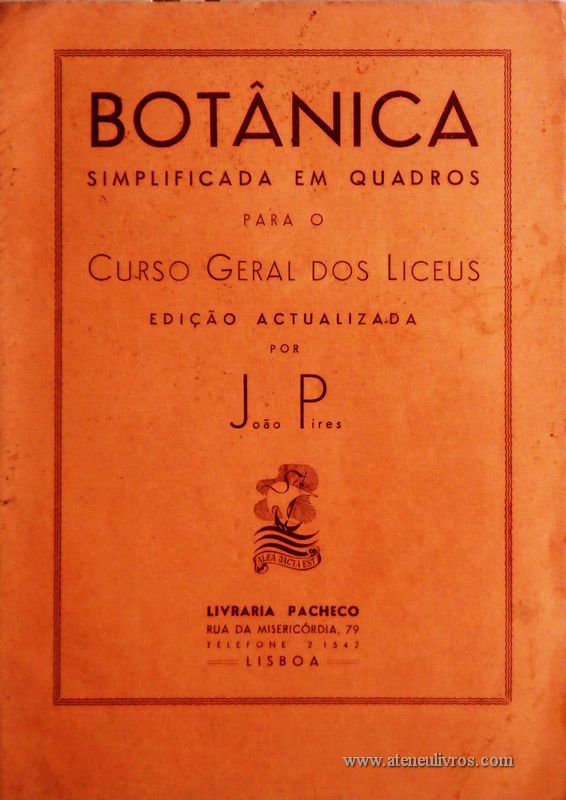 BOTÂNICA
SIMPLIFICADA EM QUADROS
PARA O
CURSO GERAL DOS LICEUS
EDIÇÃO ACTUALIZADA
POR
João Pires
ALEA JACTA EST
LIVRARIA PACHECO
RUA DA MISERICÓRDIA, 79
TELEFONE 2 1542
LISBOA
www.ateneulivros.com